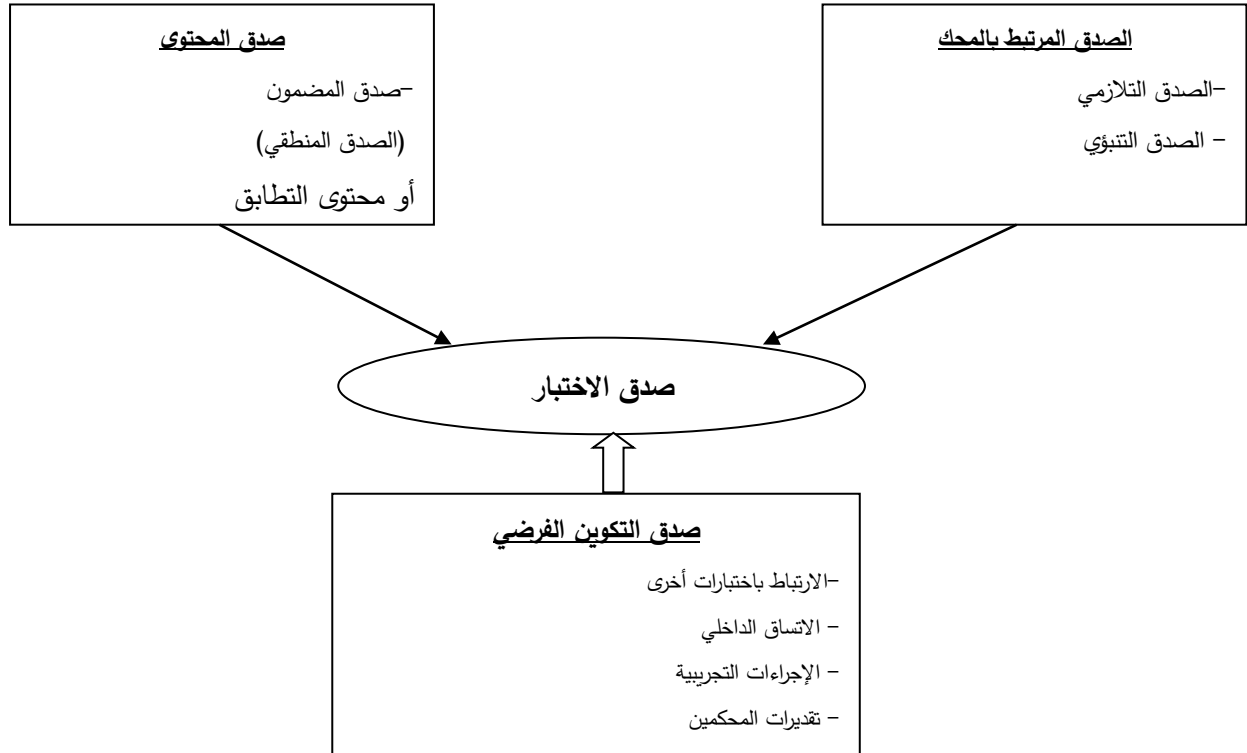 الصدق المرتبط بالمحك
-الصدق التلازمي
- الصدق التنبؤي
صدق المحتوى
-صدق المضمون
(الصدق المنطقي)
أو محتوى التطابق
صدق الاختبار
صدق التكوين الفرضي
-الارتباط باختبارات أخرى
- الاتساق الداخلي
- الإجراءات التجريبية
- تقديرات المحكمين